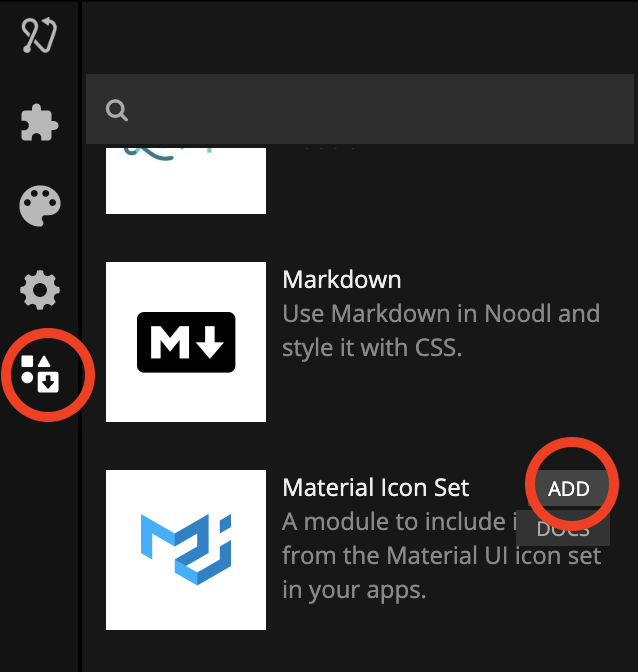 Markdown
Use Markdown in Noodl and
style it with CSS.
M
Material Icon Set
ADD
A module to include i
DOCS
from the Material UI icon set
in your apps.